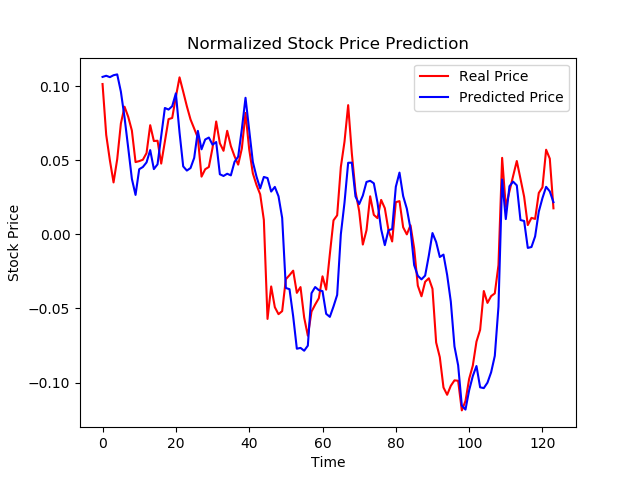 Normalized Stock Price Prediction
Real Price
Predicted Price
Stock Price
0.10
0.05
0.00
−0.05
−0.10
0
20
40
60
80
100
120
Time